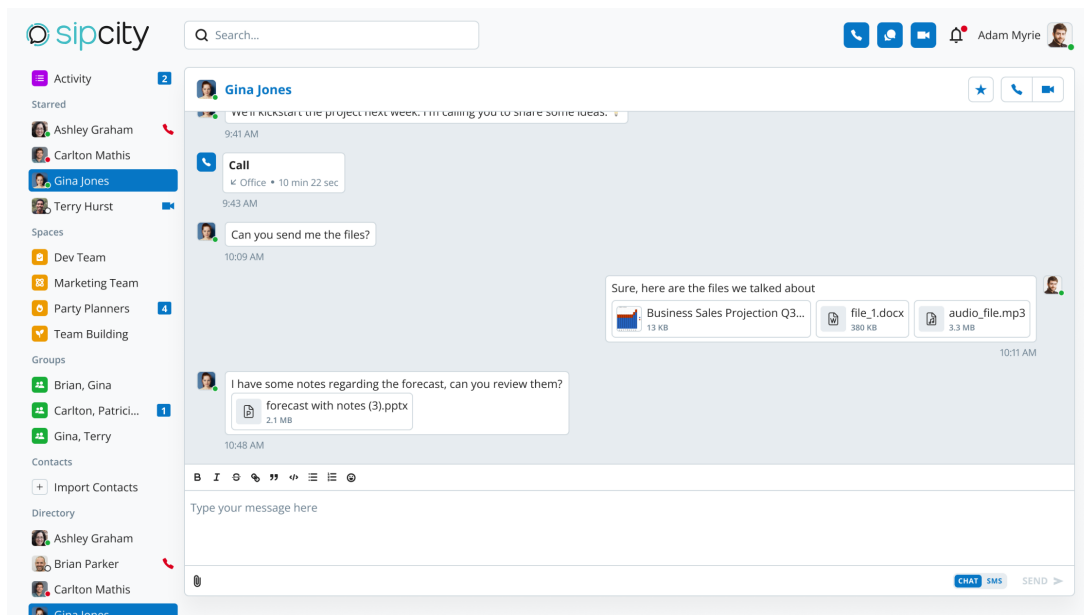 sipcity
Search...
Adam Myrie
Activity 2
Starred
Ashley Graham
Carlton Mathis
Gina Jones
Terry Hurst
Spaces
Dev Team
Marketing Team
Party Planners 4
Team Building
Groups
Brian, Gina
Carlton, Patrici... 1
Gina, Terry
Contacts
Import Contacts
Directory
Ashley Graham
Brian Parker
Carlton Mathis
Gina Jones
Gina Jones
We'll kickstart the project next week. I'm calling you to share some ideas.
9:41 AM
Call
Office • 10 min 22 sec
9:43 AM
Can you send me the files?
10:09 AM
Sure, here are the files we talked about
Business Sales Projection Q3...
13 KB
file_1.docx
380 KB
audio_file.mp3
3.3 MB
10:11 AM
I have some notes regarding the forecast, can you review them?
forecast with notes (3).pptx
2.1 MB
10:48 AM
Type your message here
CHAT SMS SEND